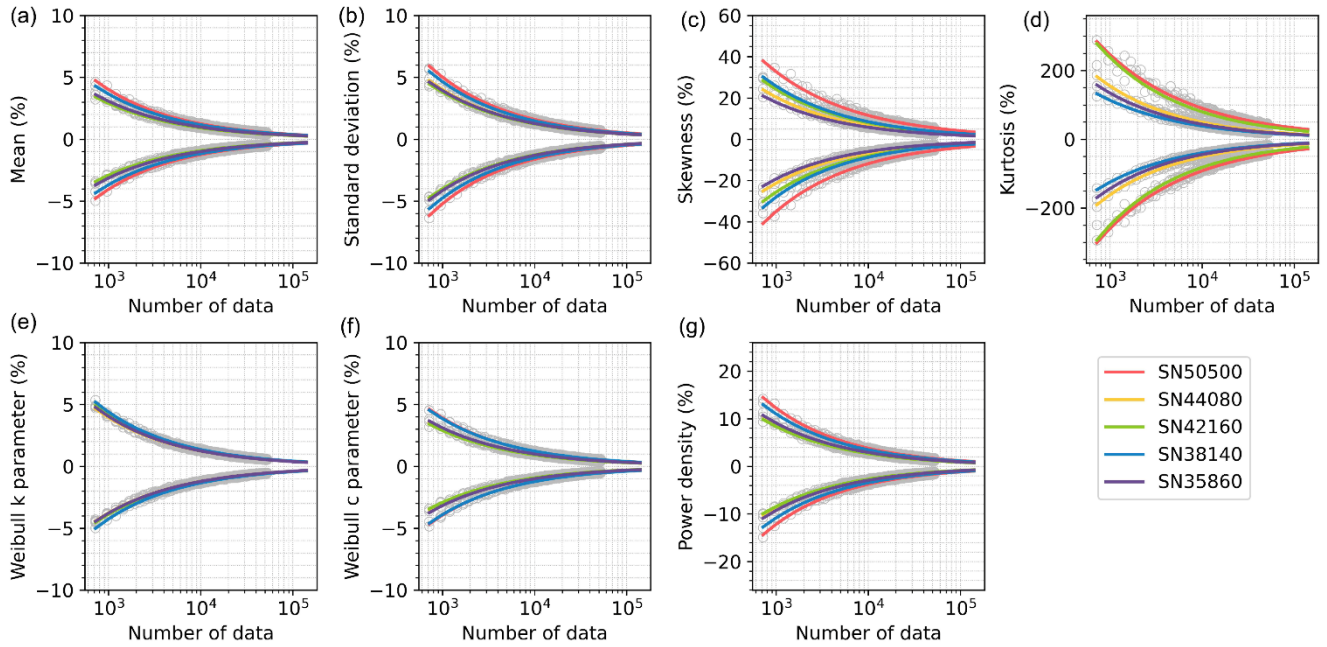 (a)
10
5
0
−5
−10
Mean (%)
10³
10⁴
10⁵
Number of data
(b)
10
5
0
−5
−10
Standard deviation (%)
10³
10⁴
10⁵
Number of data
(c)
60
40
20
0
−20
−40
−60
Skewness (%)
10³
10⁴
10⁵
Number of data
(d)
200
0
−200
Kurtosis (%)
10³
10⁴
10⁵
Number of data
(e)
10
5
0
−5
−10
Weibull k parameter (%)
10³
10⁴
10⁵
Number of data
(f)
10
5
0
−5
−10
Weibull c parameter (%)
10³
10⁴
10⁵
Number of data
(g)
20
10
0
−10
−20
Power density (%)
10³
10⁴
10⁵
Number of data
SN50500
SN44080
SN42160
SN38140
SN35860